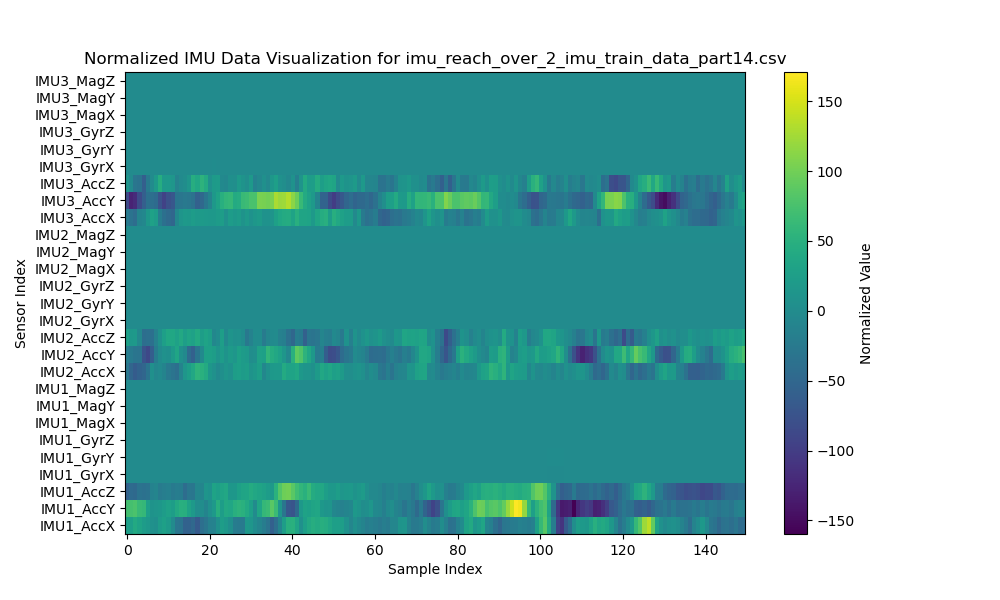 Normalized IMU Data Visualization for imu_reach_over_2_imu_train_data_part14.csv
IMU3_MagZ
IMU3_MagY
IMU3_MagX
IMU3_GyrZ
IMU3_GyrY
IMU3_GyrX
IMU3_AccZ
IMU3_AccY
IMU3_AccX
IMU2_MagZ
IMU2_MagY
IMU2_MagX
IMU2_GyrZ
IMU2_GyrY
IMU2_GyrX
IMU2_AccZ
IMU2_AccY
IMU2_AccX
IMU1_MagZ
IMU1_MagY
IMU1_MagX
IMU1_GyrZ
IMU1_GyrY
IMU1_GyrX
IMU1_AccZ
IMU1_AccY
IMU1_AccX
Sensor Index
0 20 40 60 80 100 120 140
Sample Index
150
100
50
0
−50
−100
−150
Normalized Value